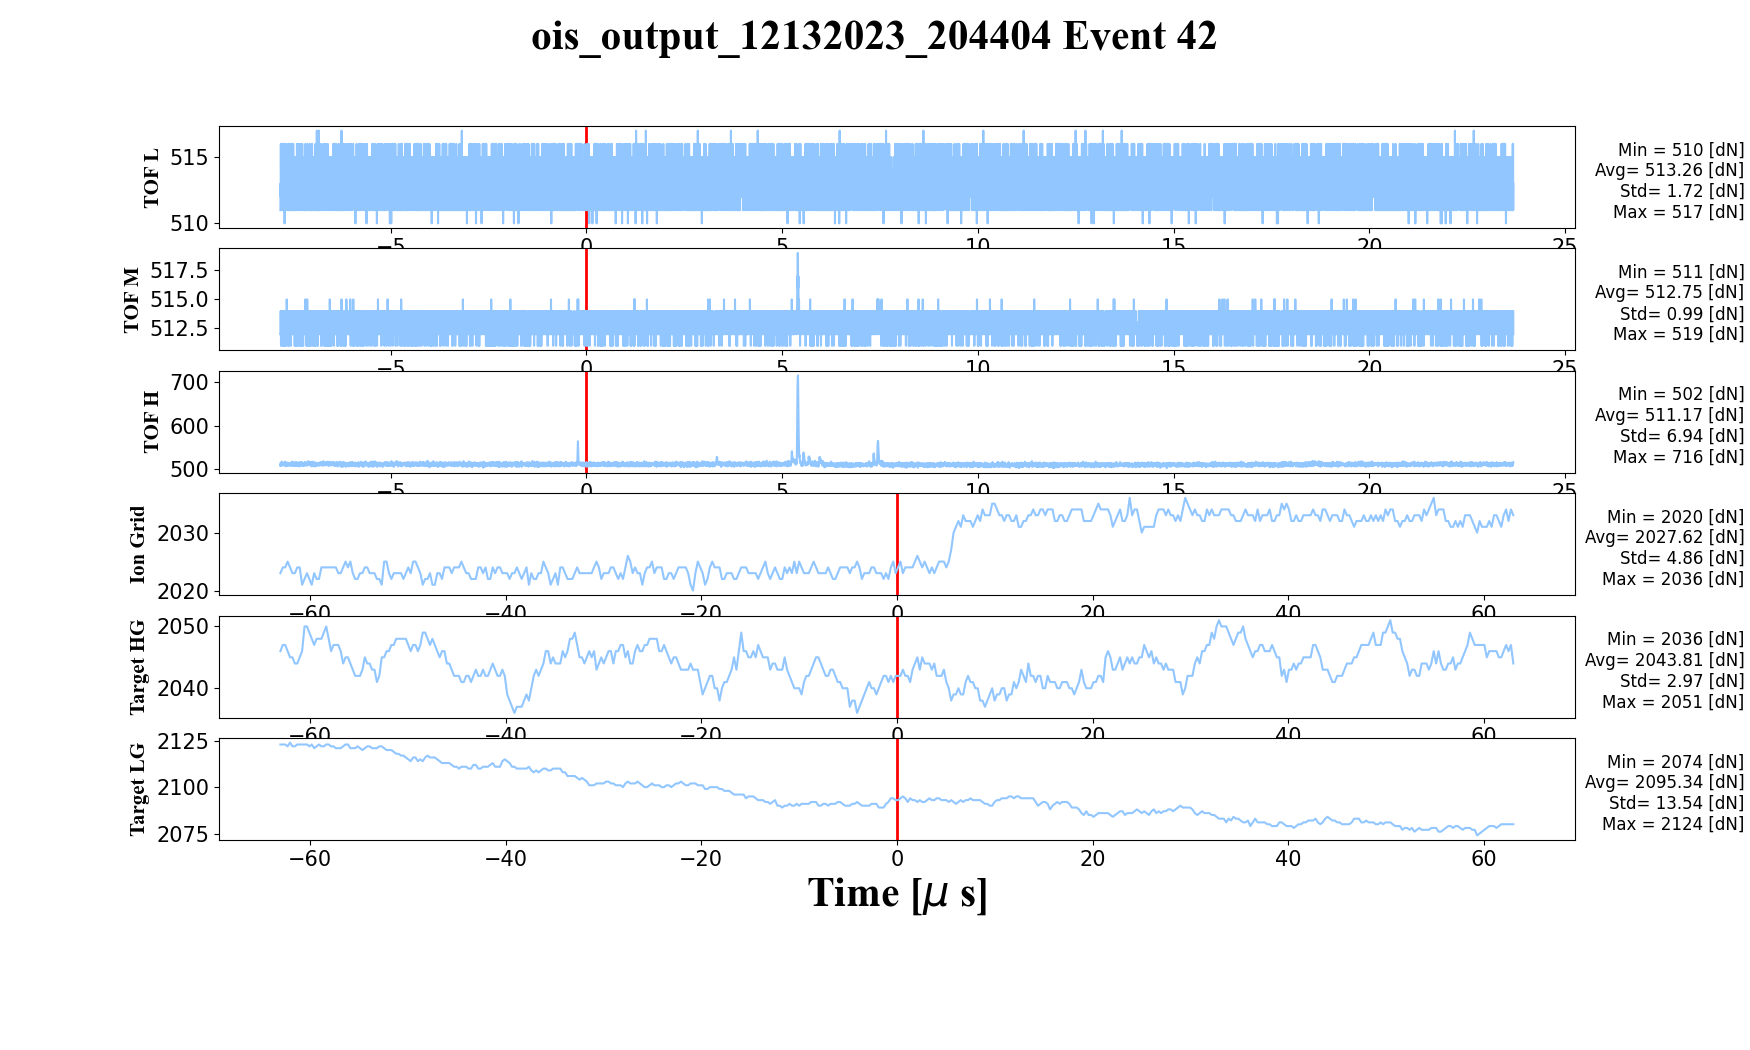 ois_output_12132023_204404 Event 42
TOF L
515
510
−5
0
5
10
15
20
25
Min = 510 [dN]
Avg= 513.26 [dN]
Std= 1.72 [dN]
Max = 517 [dN]
TOF M
517.5
515.0
512.5
−5
0
5
10
15
20
25
Min = 511 [dN]
Avg= 512.75 [dN]
Std= 0.99 [dN]
Max = 519 [dN]
TOF H
700
600
500
−5
0
5
10
15
20
25
Min = 502 [dN]
Avg= 511.17 [dN]
Std= 6.94 [dN]
Max = 716 [dN]
Ion Grid
2030
2020
−60
−40
−20
0
20
40
60
Min = 2020 [dN]
Avg= 2027.62 [dN]
Std= 4.86 [dN]
Max = 2036 [dN]
Target HG
2050
2040
−60
−40
−20
0
20
40
60
Min = 2036 [dN]
Avg= 2043.81 [dN]
Std= 2.97 [dN]
Max = 2051 [dN]
Target LG
2125
2100
2075
−60
−40
−20
0
20
40
60
Min = 2074 [dN]
Avg= 2095.34 [dN]
Std= 13.54 [dN]
Max = 2124 [dN]
Time [μ s]